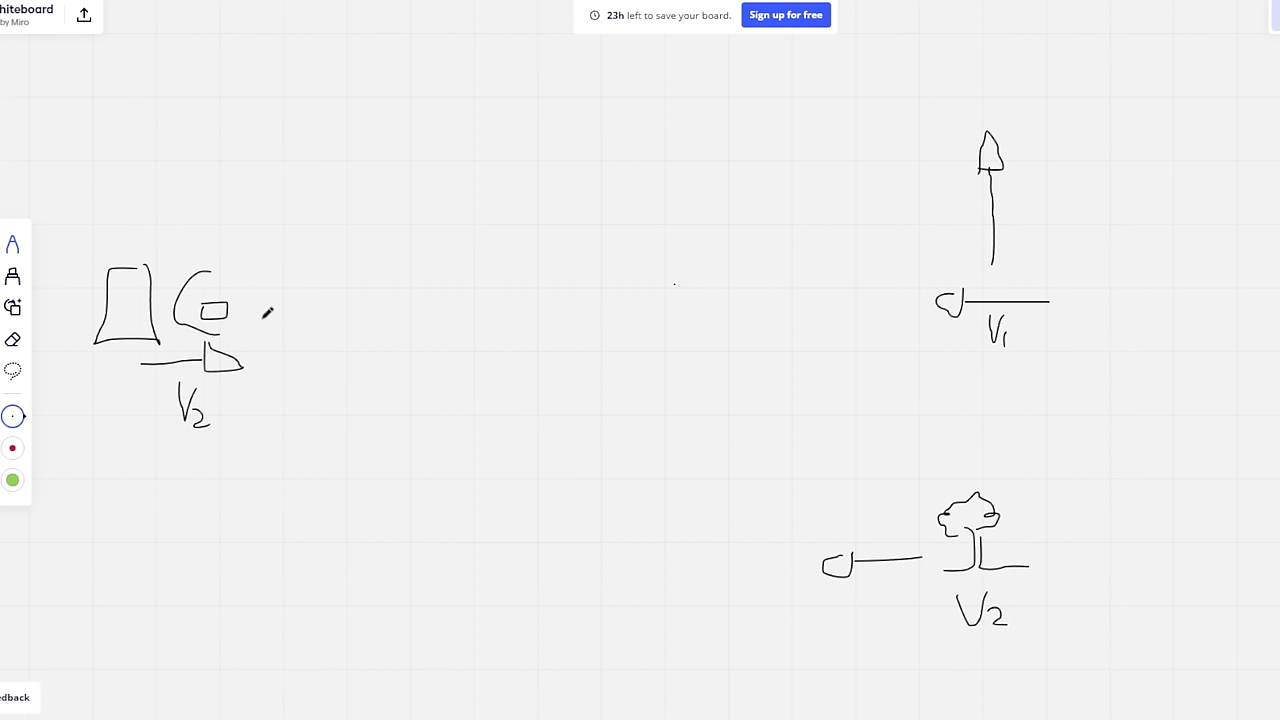 hiteboard
by Miro
23h left to save your board.
Sign up for free
V1
V2
V2
edback